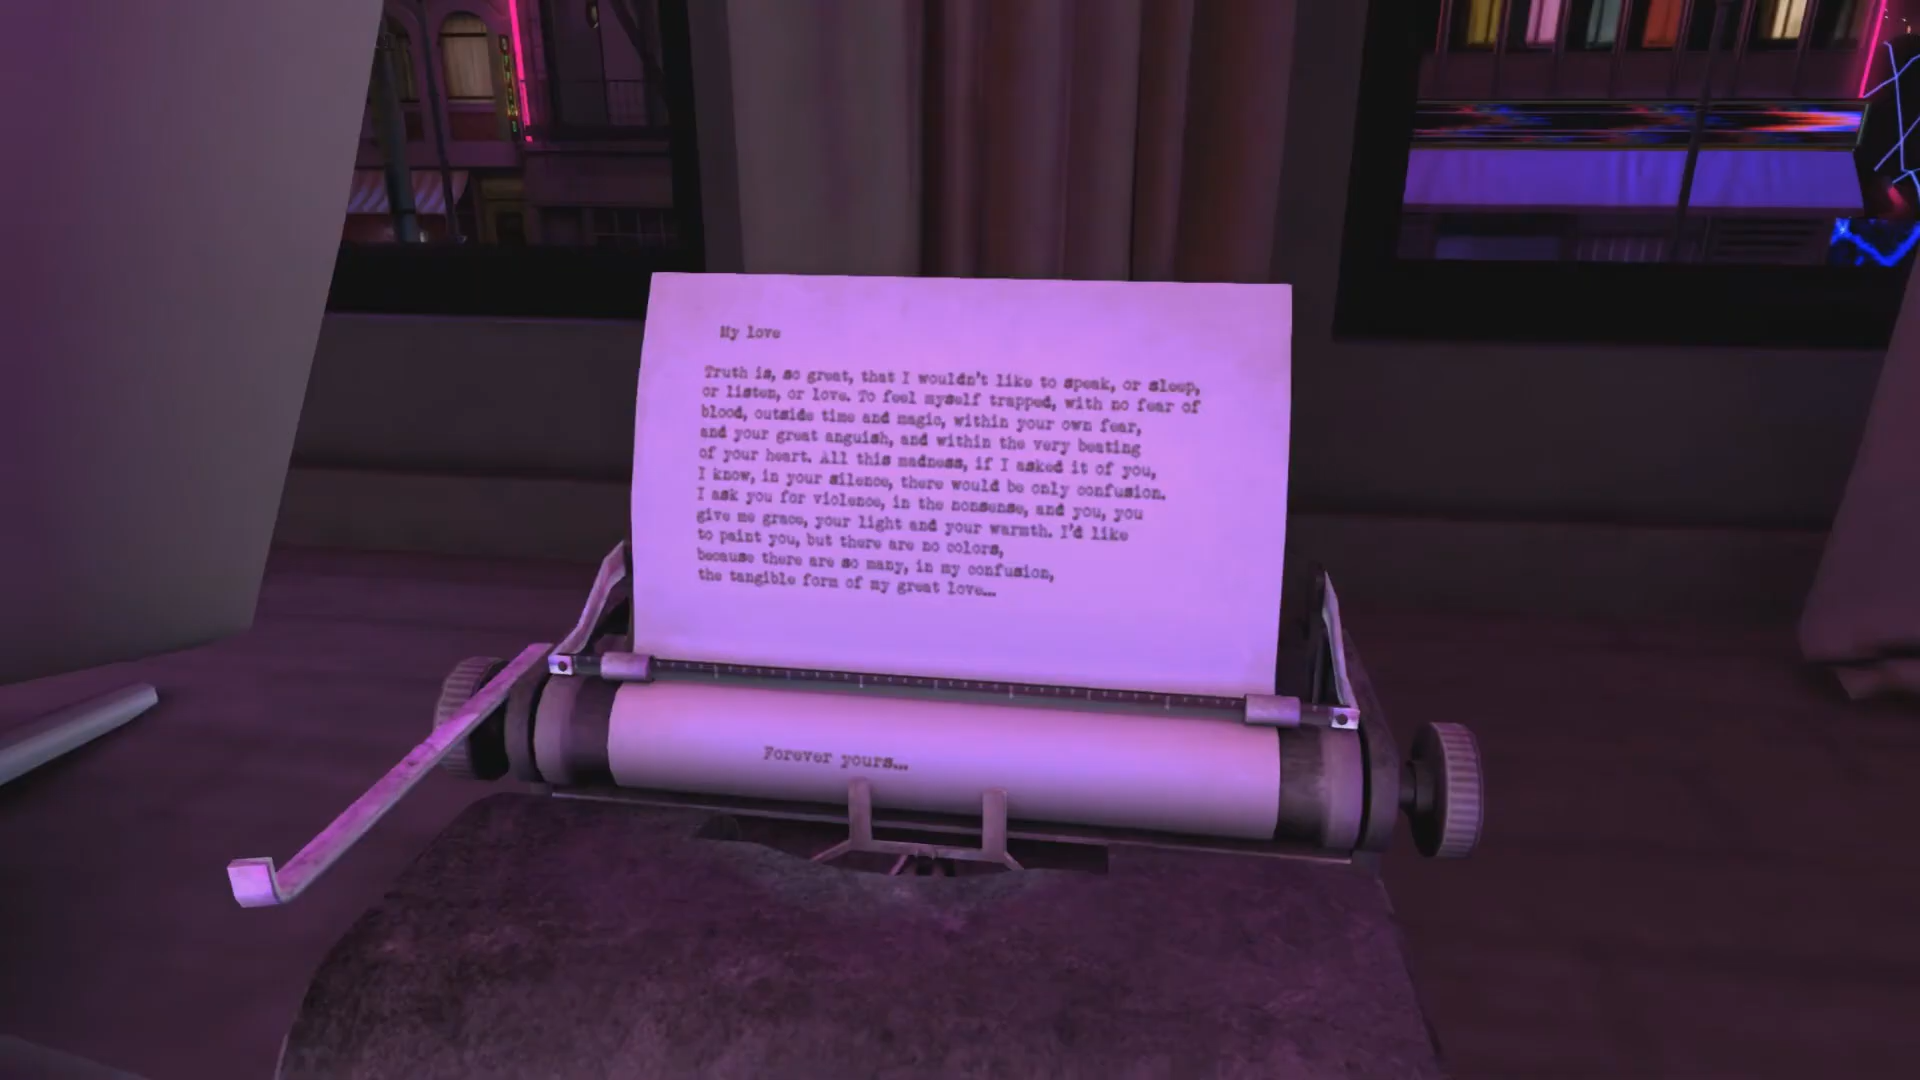 My love
Truth is, so great, that I wouldn't like to speak, or sleep,
or listen, or love. To feel myself trapped, with no fear of
blood, outside time and magic, within your own fear,
and your great anguish, and within the very beating
of your heart. All this madness, if I asked it of you,
I know, in your silence, there would be only confusion.
I ask you for violence, in the nonsense, and you, you
give me grace, your light and your warmth. I'd like
to paint you, but there are no colors,
because there are so many, in my confusion,
the tangible form of my great love...
Forever yours...